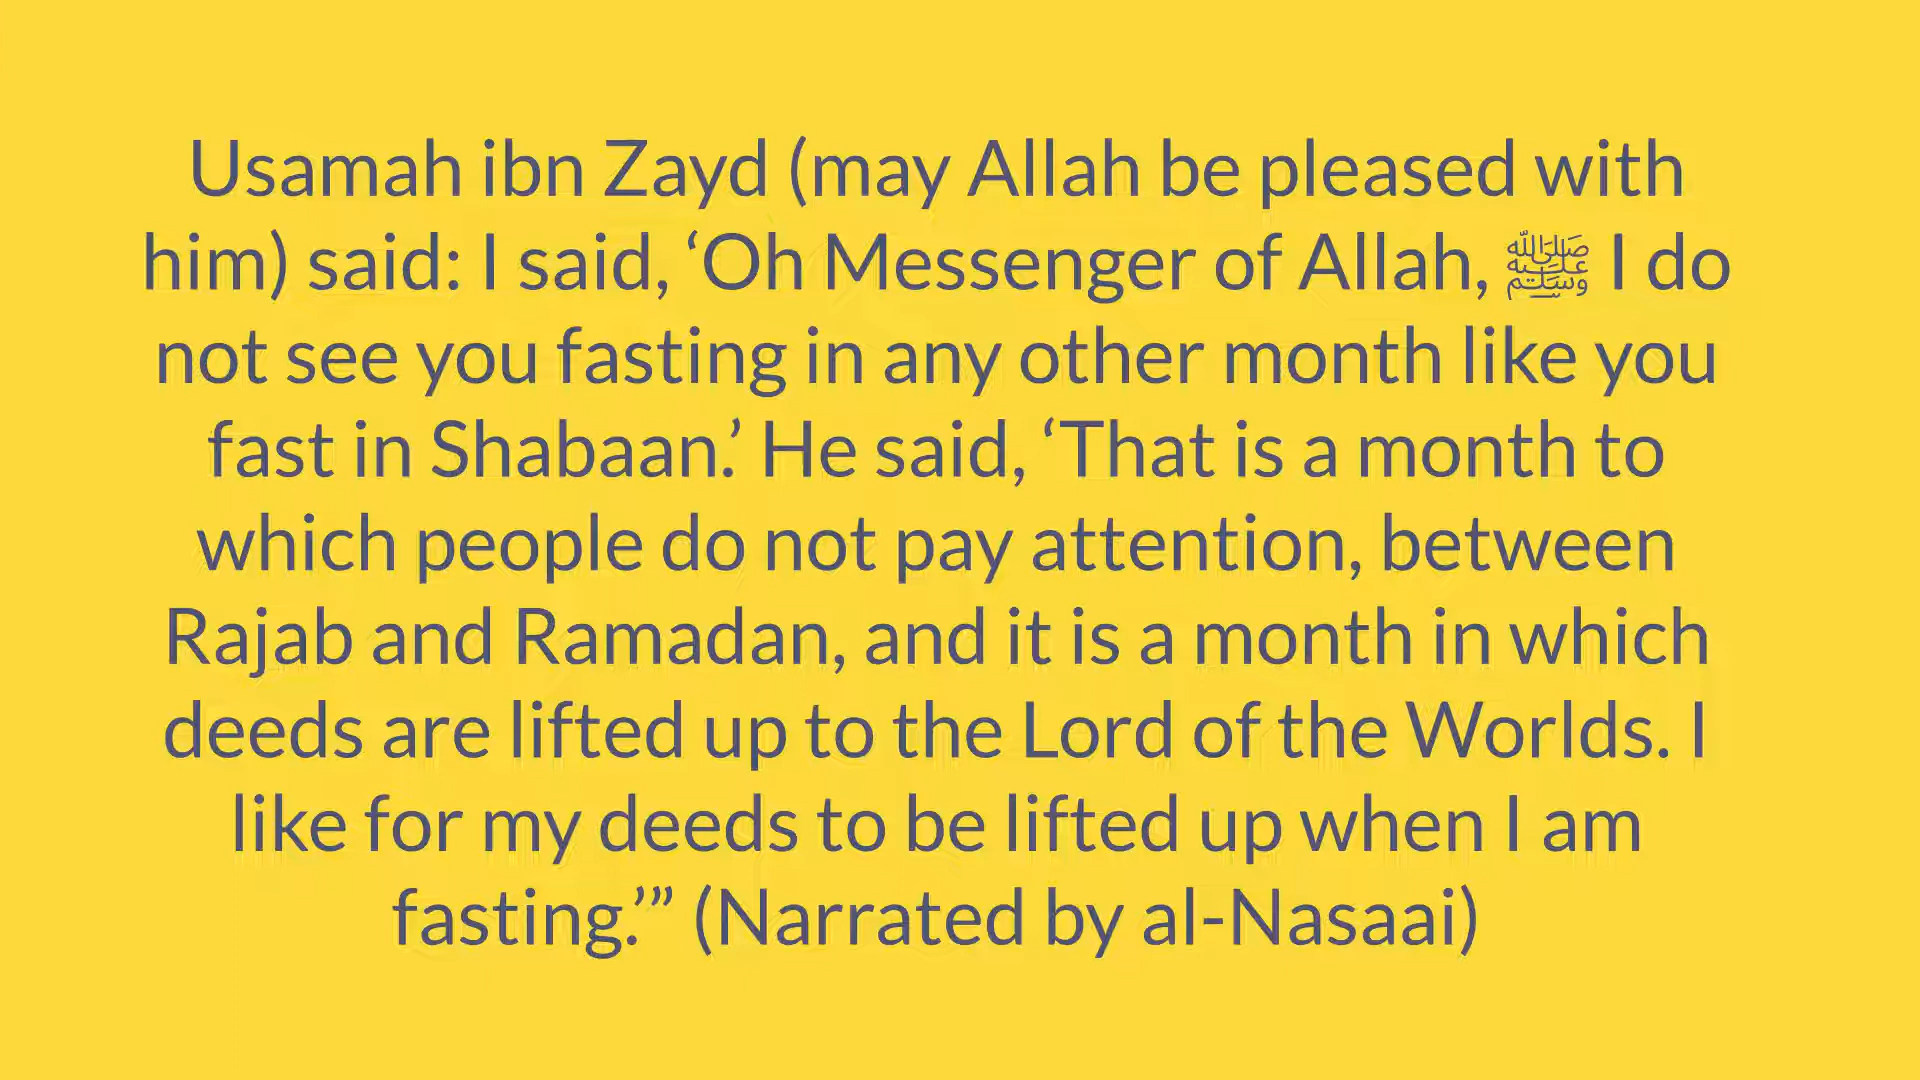 Usamah ibn Zayd (may Allah be pleased with
him) said: I said, ‘Oh Messenger of Allah, ﷺ I do
not see you fasting in any other month like you
fast in Shabaan.’ He said, ‘That is a month to
which people do not pay attention, between
Rajab and Ramadan, and it is a month in which
deeds are lifted up to the Lord of the Worlds. I
like for my deeds to be lifted up when I am
fasting.’” (Narrated by al-Nasaai)